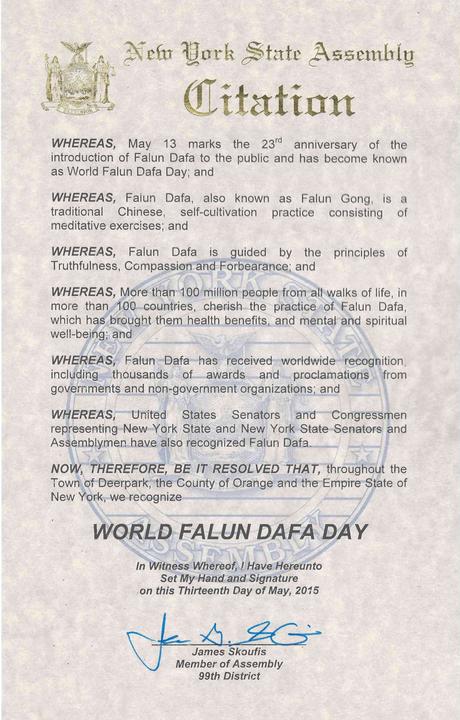 New York State Assembly
Citation
WHEREAS, May 13 marks the 23rd anniversary of the
introduction of Falun Dafa to the public and has become known
as World Falun Dafa Day; and
WHEREAS, Falun Dafa, also known as Falun Gong, is a
traditional Chinese, self-cultivation practice consisting of
meditative exercises; and
WHEREAS, Falun Dafa is guided by the principles of
Truthfulness, Compassion and Forbearance; and
WHEREAS, More than 100 million people from all walks of life, in
more than 100 countries, cherish the practice of Falun Dafa,
which has brought them health benefits, and mental and spiritual
well-being; and
WHEREAS, Falun Dafa has received worldwide recognition,
including thousands of awards and proclamations from
governments and non-government organizations; and
WHEREAS, United States Senators and Congressmen
representing New York State and New York State Senators and
Assemblymen have also recognized Falun Dafa.
NOW, THEREFORE, BE IT RESOLVED THAT, throughout the
Town of Deerpark, the County of Orange and the Empire State of
New York, we recognize
WORLD FALUN DAFA DAY
In Witness Whereof, I Have Hereunto
Set My Hand and Signature
on this Thirteenth Day of May, 2015
James Skoufis
Member of Assembly
99th District
NEW YORK STATE
ASSEMBLY